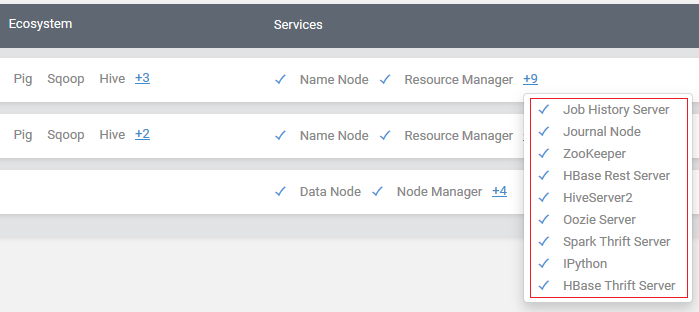 Ecosystem Services
Pig Sqoop Hive +3 Name Node Resource Manager +9
Job History Server
Journal Node
Pig Sqoop Hive +2 Name Node Resource Manager
ZooKeeper
HBase Rest Server
Data Node Node Manager +4
HiveServer2
Oozie Server
Spark Thrift Server
IPython
HBase Thrift Server